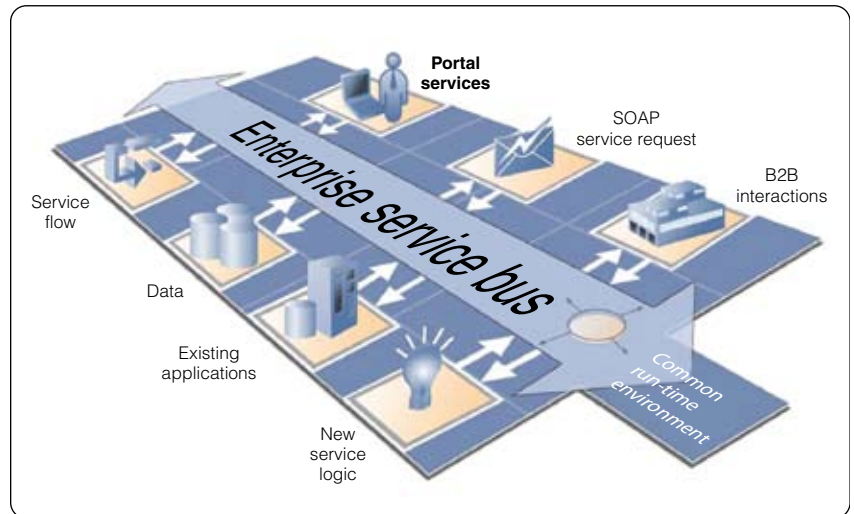 Portal
services
SOAP
service request
B2B
interactions
Enterprise service bus
Service
flow
Data
Existing
applications
New
service
logic
Common
run-time
environment